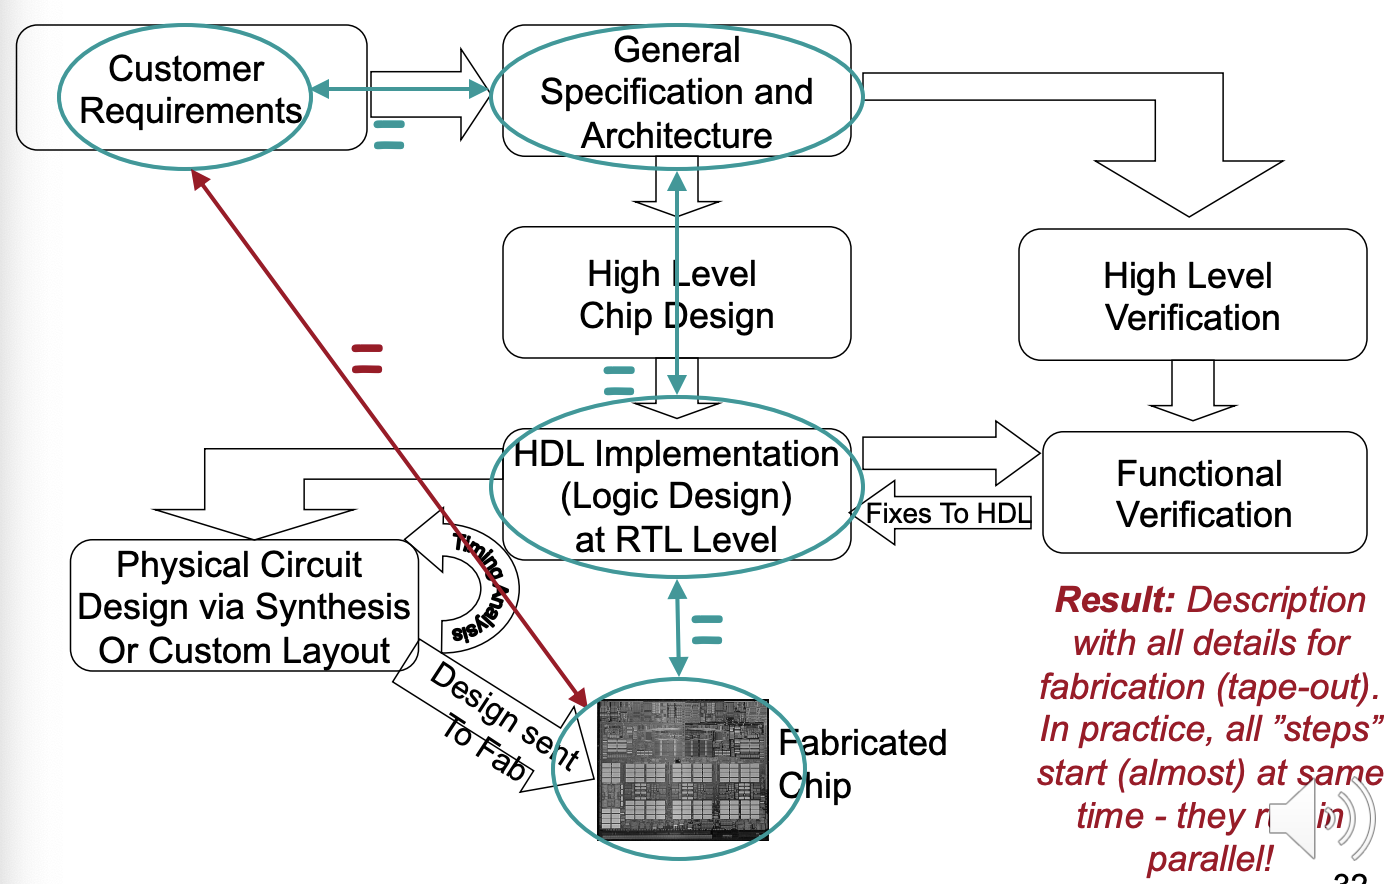 Customer
Requirements
General
Specification and
Architecture
=
High Level
Chip Design
High Level
Verification
=
=
HDL Implementation
(Logic Design)
at RTL Level
Functional
Verification
Fixes To HDL
Timing Analysis
Physical Circuit
Design via Synthesis
Or Custom Layout
=
Design sent
To Fab
Fabricated
Chip
Result: Description
with all details for
fabrication (tape-out).
In practice, all ”steps”
start (almost) at same
time - they in
parallel!